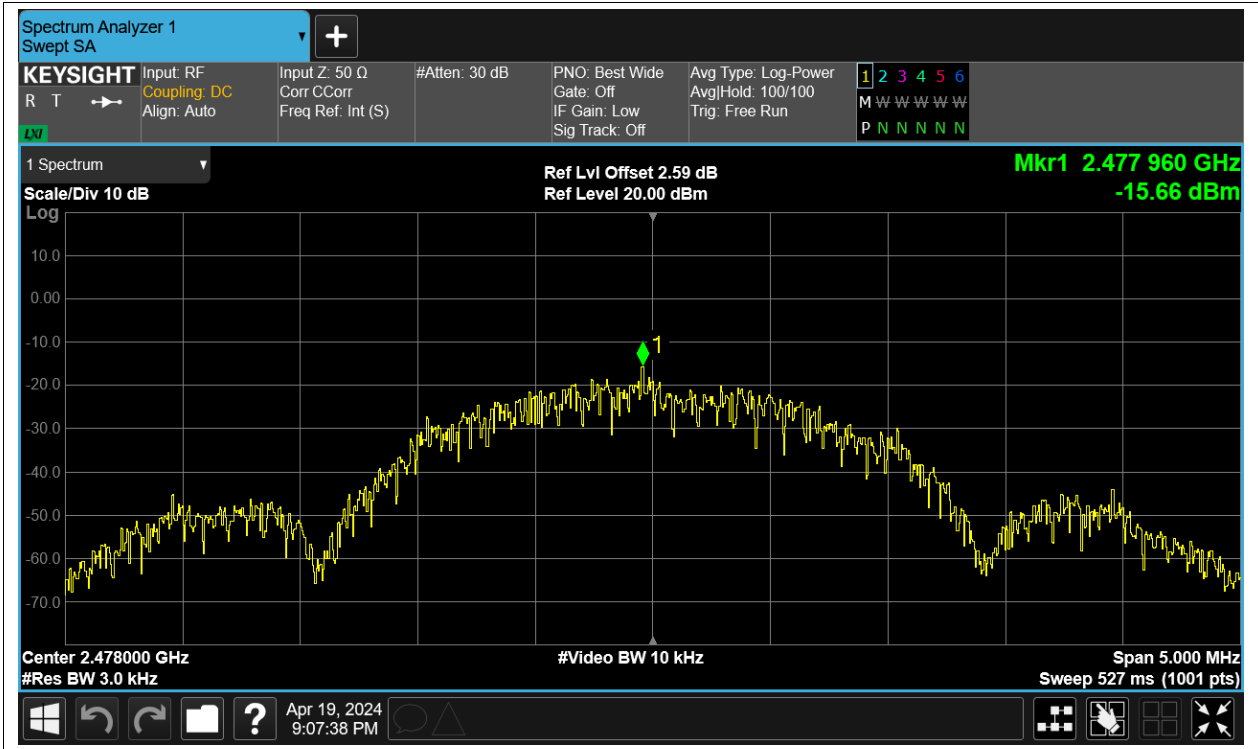 Spectrum Analyzer 1
Swept SA
KEYSIGHT
R T
LXI
Input: RF
Coupling: DC
Align: Auto
Input Z: 50 Ω
Corr CCorr
Freq Ref: Int (S)
#Atten: 30 dB
PNO: Best Wide
Gate: Off
IF Gain: Low
Sig Track: Off
Avg Type: Log-Power
Avg|Hold: 100/100
Trig: Free Run
1 2 3 4 5 6
M W W W W W
P N N N N N
1 Spectrum
Scale/Div 10 dB
Log
Ref Lvl Offset 2.59 dB
Ref Level 20.00 dBm
Mkr1 2.477 960 GHz
-15.66 dBm
10.0
0.00
-10.0
1
-20.0
-30.0
-40.0
-50.0
-60.0
-70.0
Center 2.478000 GHz
#Res BW 3.0 kHz
#Video BW 10 kHz
Span 5.000 MHz
Sweep 527 ms (1001 pts)
?
Apr 19, 2024
9:07:38 PM